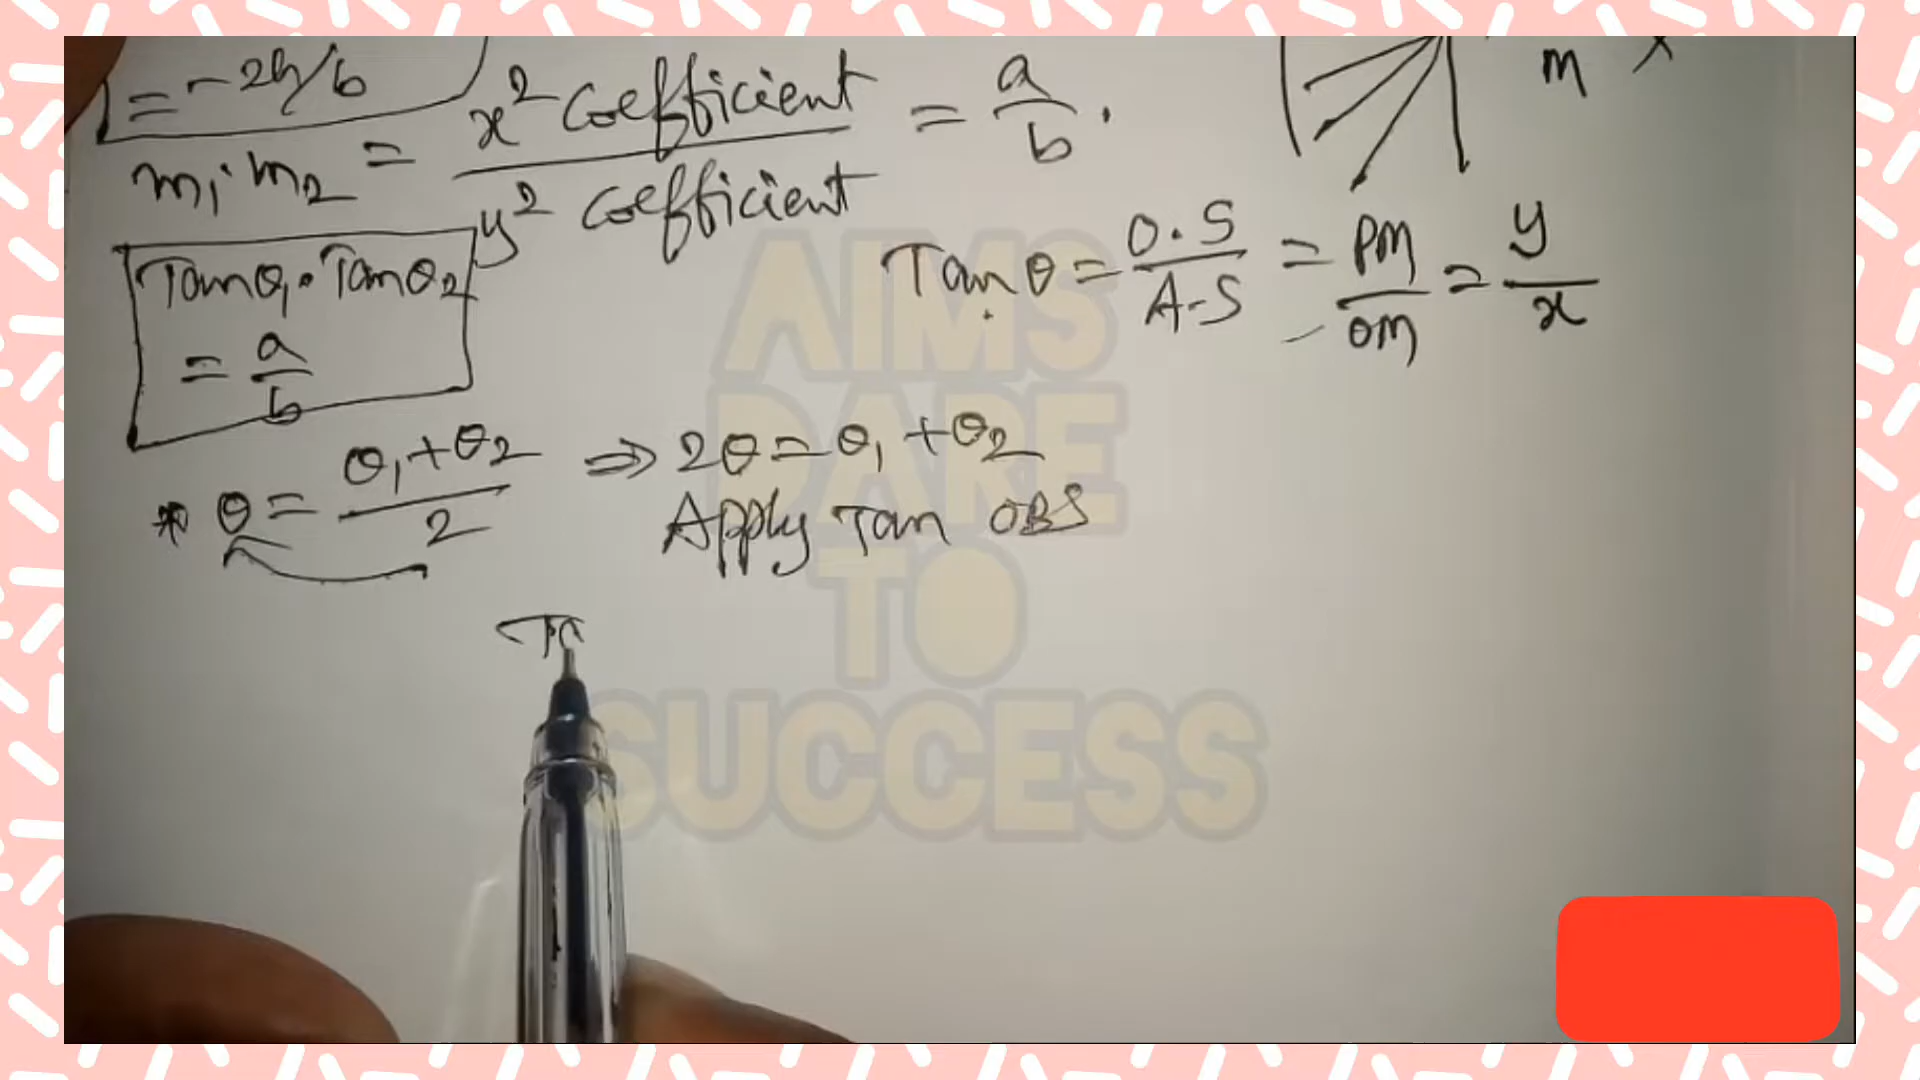 = -2h/b
m₁·m₂ = x² coefficient / y² coefficient = a/b.
m x
Tanθ₁·Tanθ₂
= a/b
Tan θ = O.S / A-S = PM / OM = y / x
* θ = θ₁+θ₂ / 2 ⇒ 2θ = θ₁+θ₂
Apply Tan OBS
Ta
AIMS
DARE
TO
SUCCESS